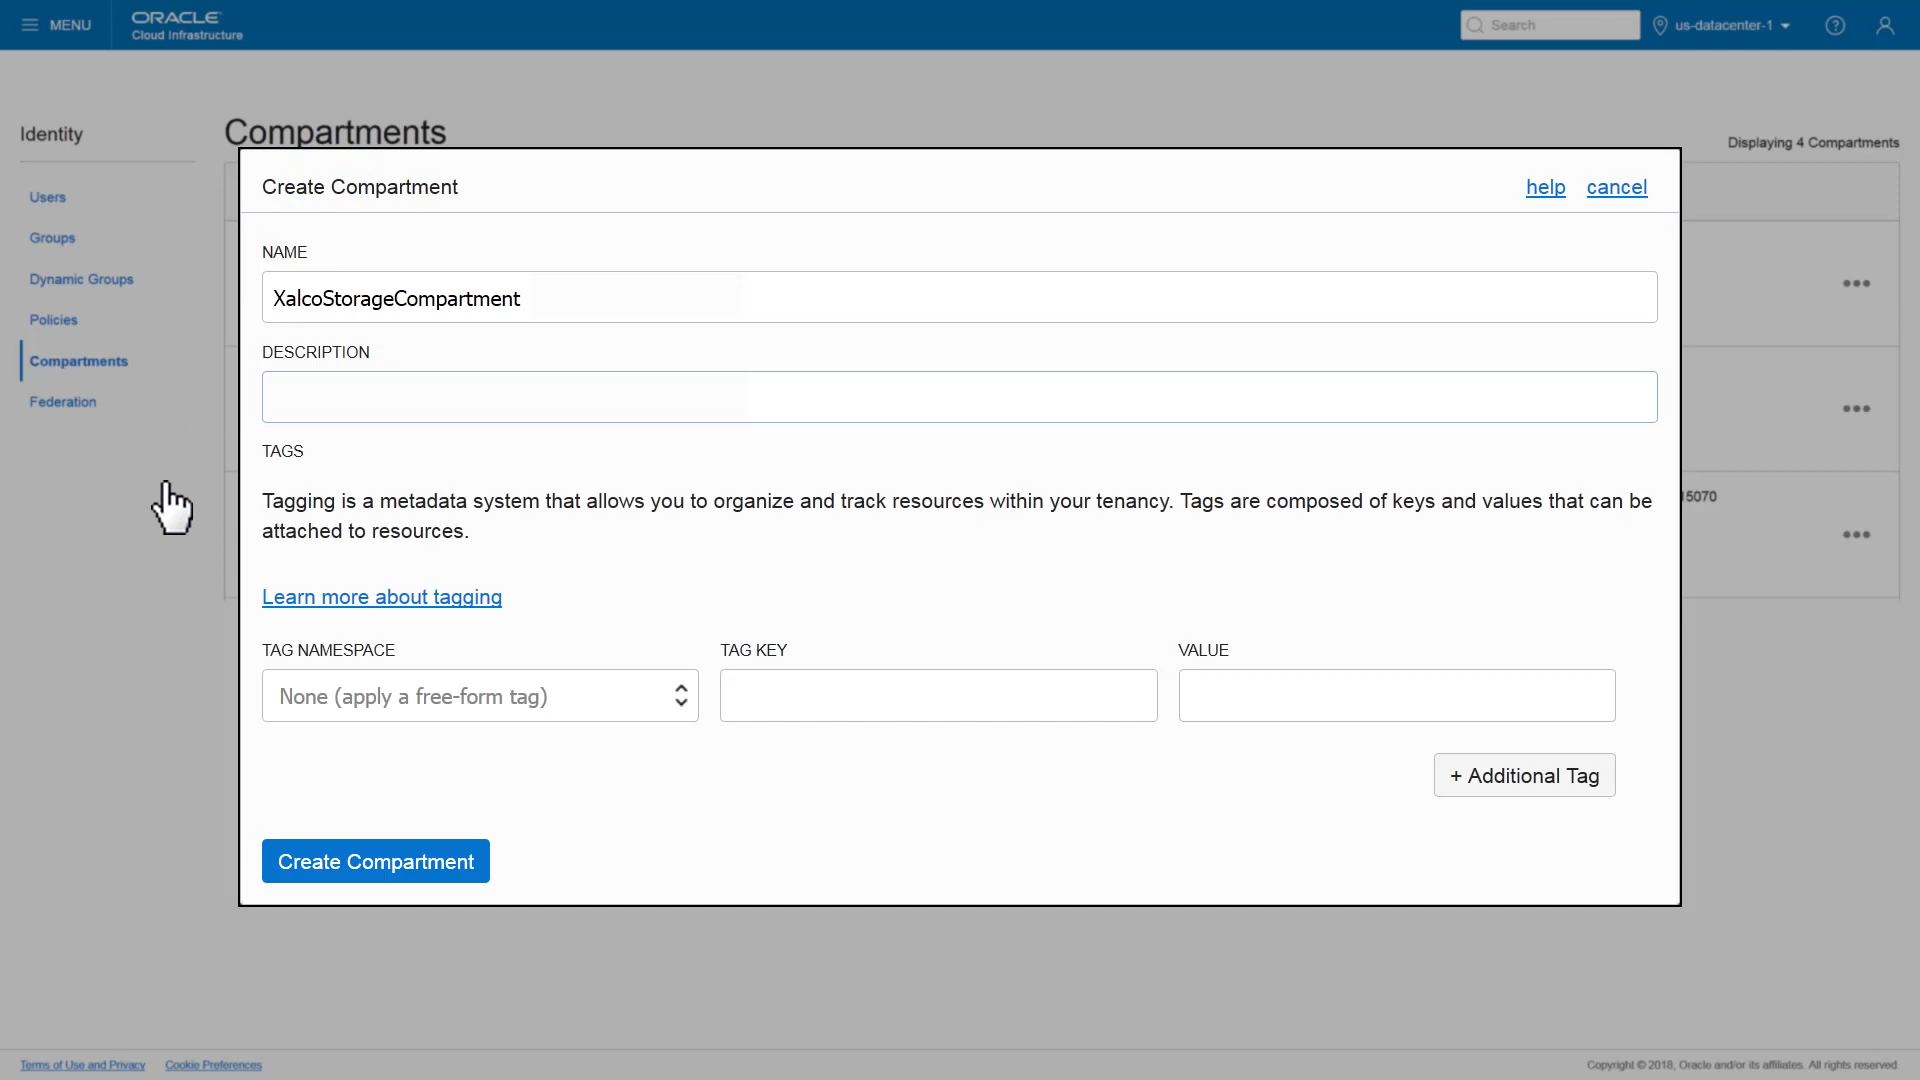 MENU
ORACLE
Cloud Infrastructure
Search
us-datacenter-1
Identity
Users
Groups
Dynamic Groups
Policies
Compartments
Federation
Compartments
Displaying 4 Compartments
15070
Create Compartment
help
cancel
NAME
XalcoStorageCompartment
DESCRIPTION
TAGS
Tagging is a metadata system that allows you to organize and track resources within your tenancy. Tags are composed of keys and values that can be
attached to resources.
Learn more about tagging
TAG NAMESPACE
TAG KEY
VALUE
None (apply a free-form tag)
+ Additional Tag
Create Compartment
Terms of Use and Privacy
Cookie Preferences
Copyright © 2018, Oracle and/or its affiliates. All rights reserved.